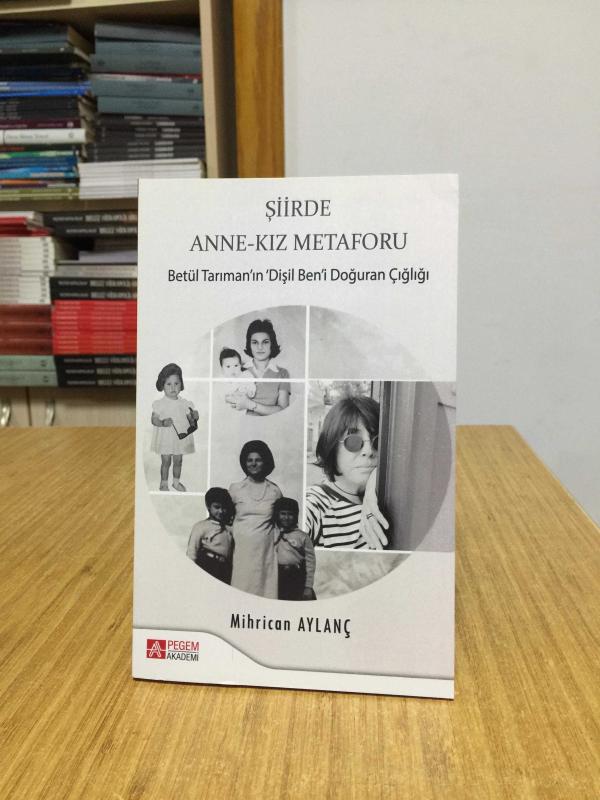 ŞİİRDE
ANNE-KIZ METAFORU
Betül Tarıman'ın 'Dişil Ben'i Doğuran Çığlığı
Mihrican AYLANÇ
PEGEM
AKADEMİ